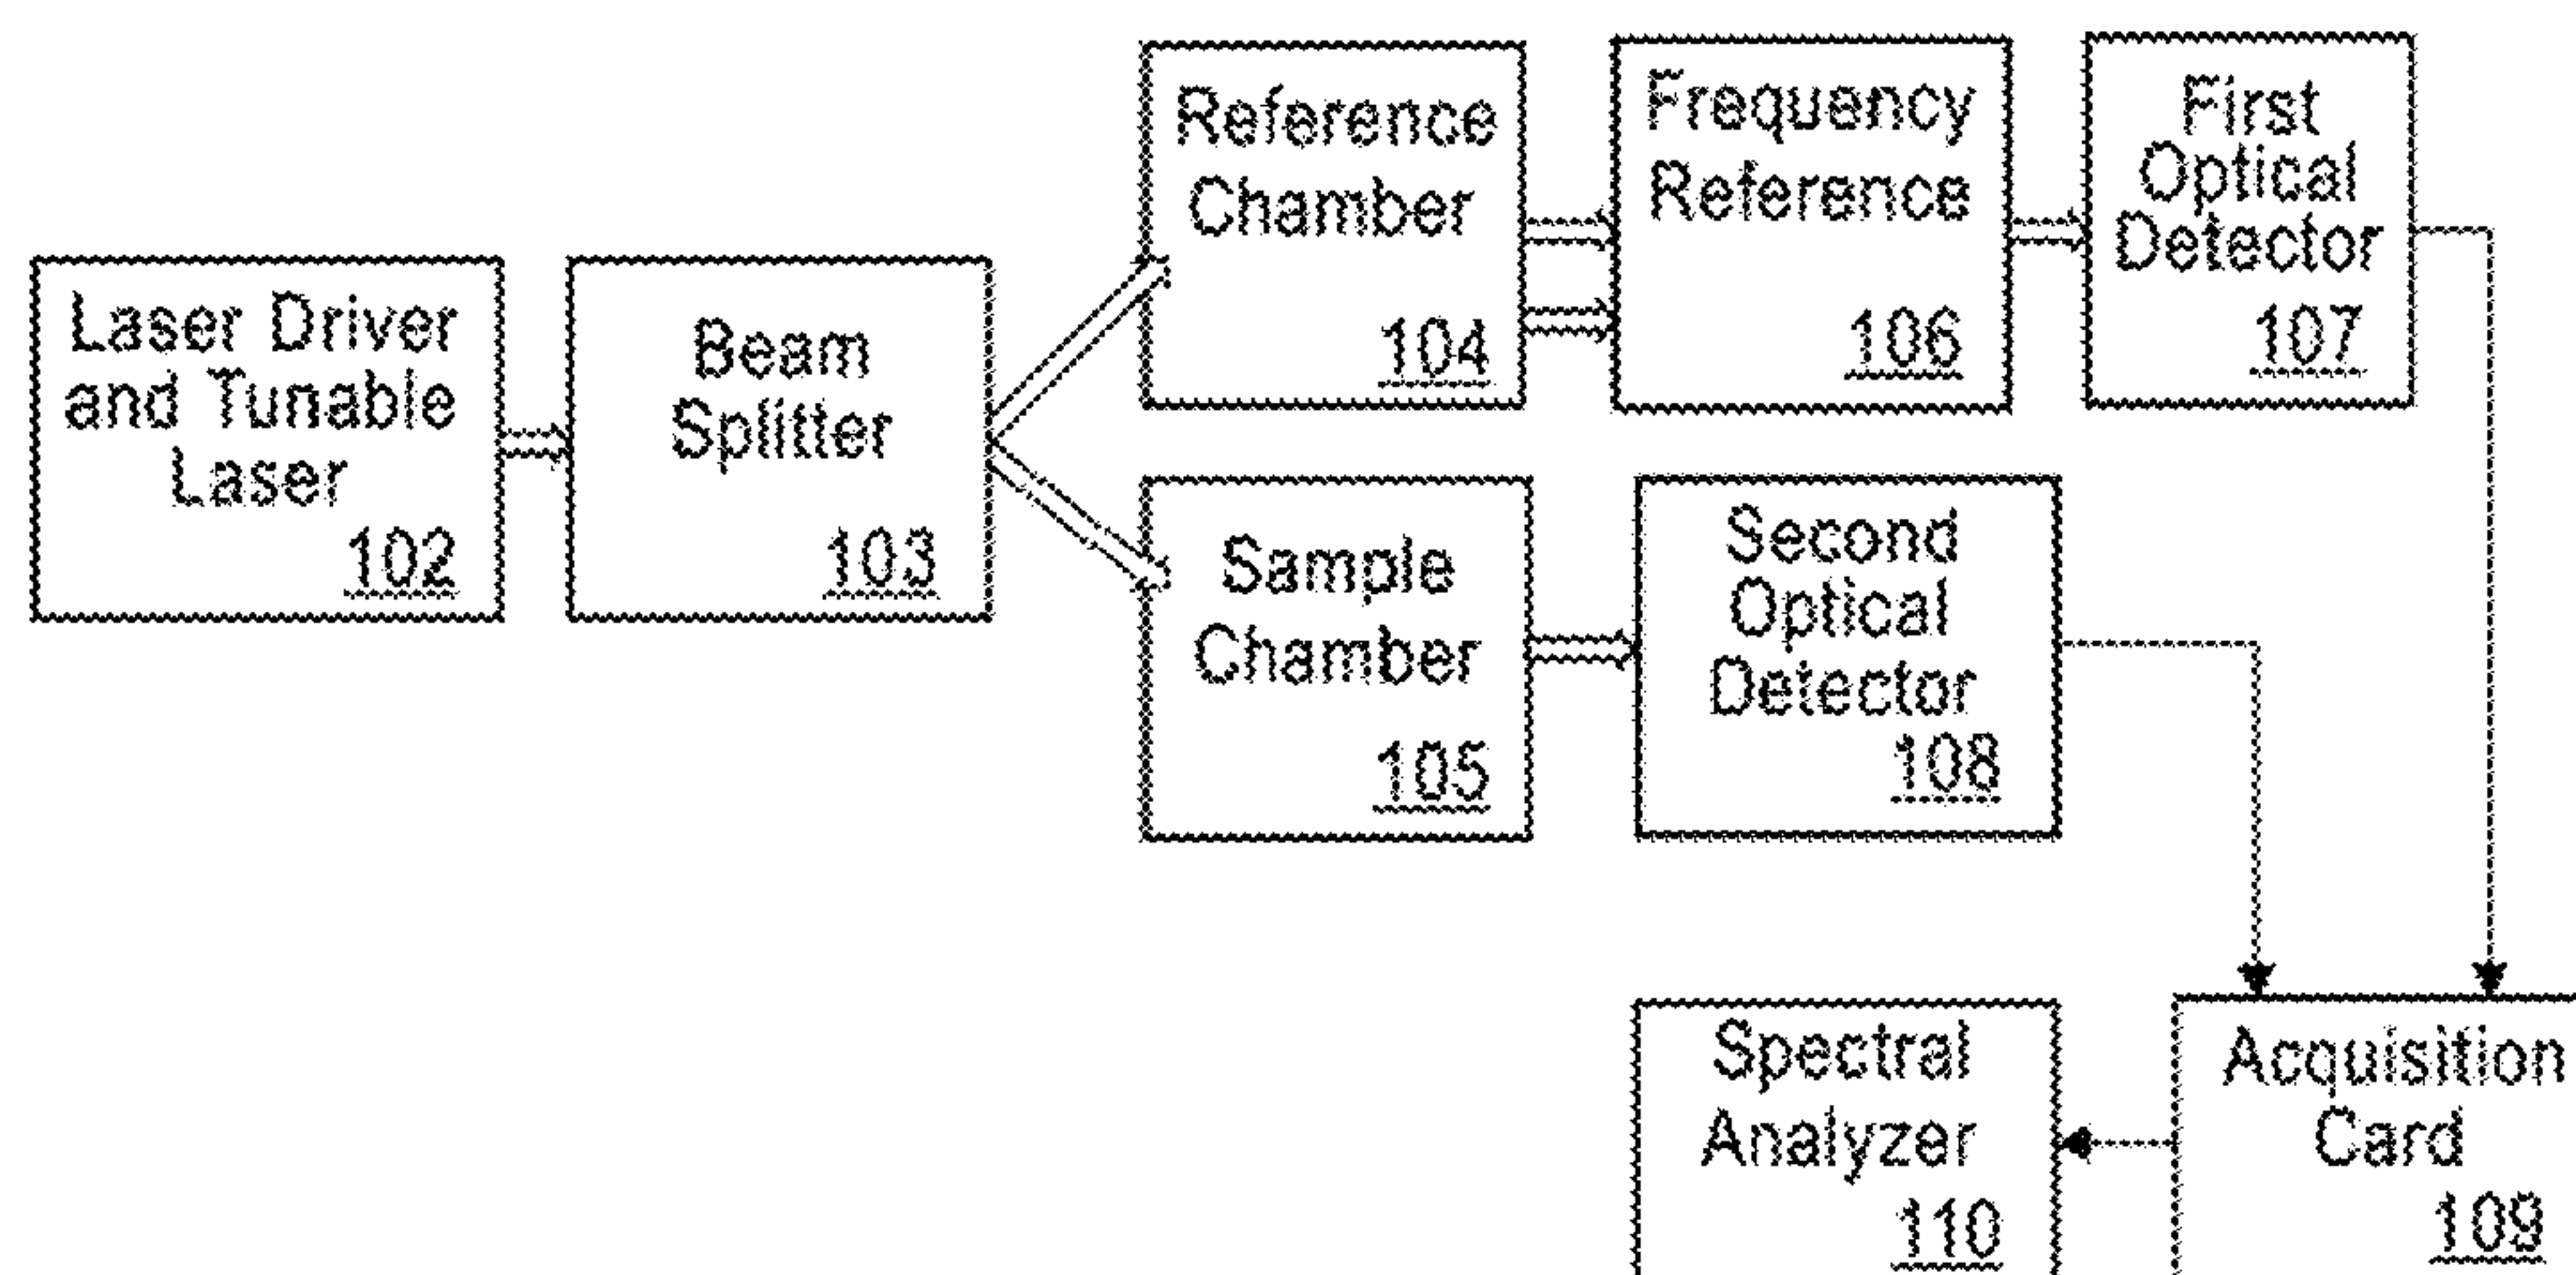 Laser Driver
and Tunable
Laser
102
Beam
Splitter
103
Reference
Chamber
104
Frequency
Reference
106
First
Optical
Detector
107
Sample
Chamber
105
Second
Optical
Detector
108
Spectral
Analyzer
110
Acquisition
Card
109